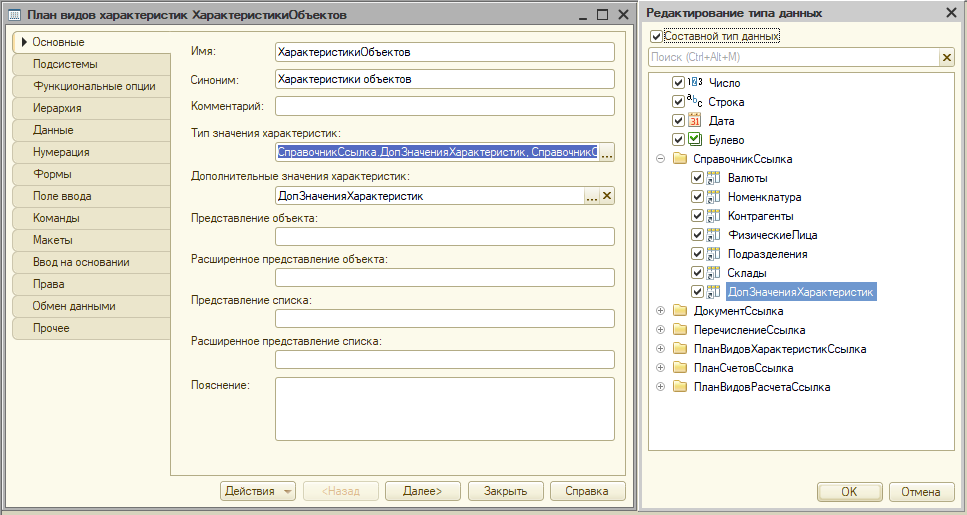 План видов характеристик ХарактеристикиОбъектов
Основные
Подсистемы
Функциональные опции
Иерархия
Данные
Нумерация
Формы
Поле ввода
Команды
Макеты
Ввод на основании
Права
Обмен данными
Прочее
Имя:
ХарактеристикиОбъектов
Синоним:
Характеристики объектов
Комментарий:
Тип значения характеристик:
СправочникСсылка.ДопЗначенияХарактеристик, СправочникС
...
Дополнительные значения характеристик:
ДопЗначенияХарактеристик
...
Представление объекта:
Расширенное представление объекта:
Представление списка:
Расширенное представление списка:
Пояснение:
Действия
<Назад
Далее>
Закрыть
Справка
Редактирование типа данных
Составной тип данных
Поиск (Ctrl+Alt+M)
Число
Строка
Дата
Булево
СправочникСсылка
Валюты
Номенклатура
Контрагенты
ФизическиеЛица
Подразделения
Склады
ДопЗначенияХарактеристик
ДокументСсылка
ПеречислениеСсылка
ПланВидовХарактеристикСсылка
ПланСчетовСсылка
ПланВидовРасчетаСсылка
OK
Отмена